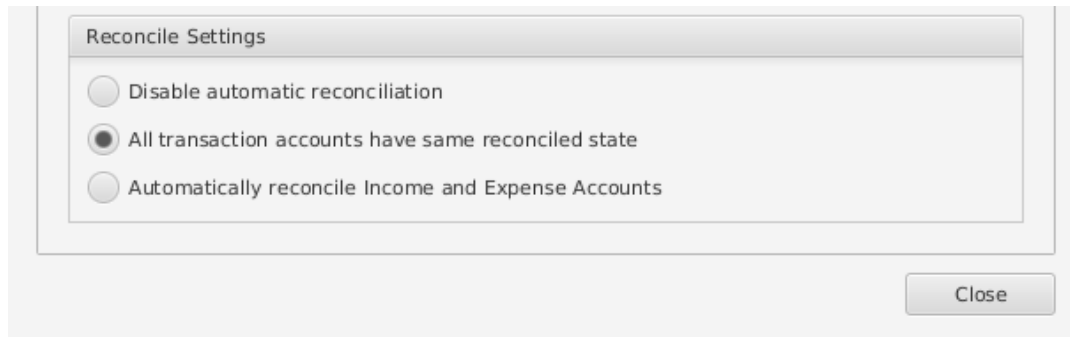 Reconcile Settings
Disable automatic reconciliation
All transaction accounts have same reconciled state
Automatically reconcile Income and Expense Accounts
Close